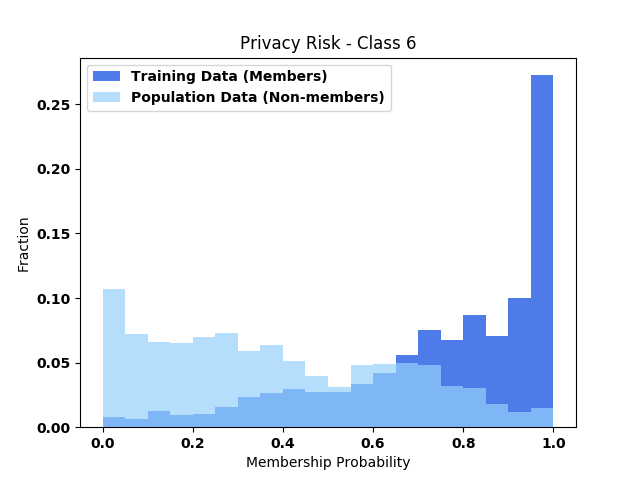 Privacy Risk - Class 6
Training Data (Members)
Population Data (Non-members)
0.25
0.20
0.15
0.10
0.05
0.00
Fraction
0.0 0.2 0.4 0.6 0.8 1.0
Membership Probability